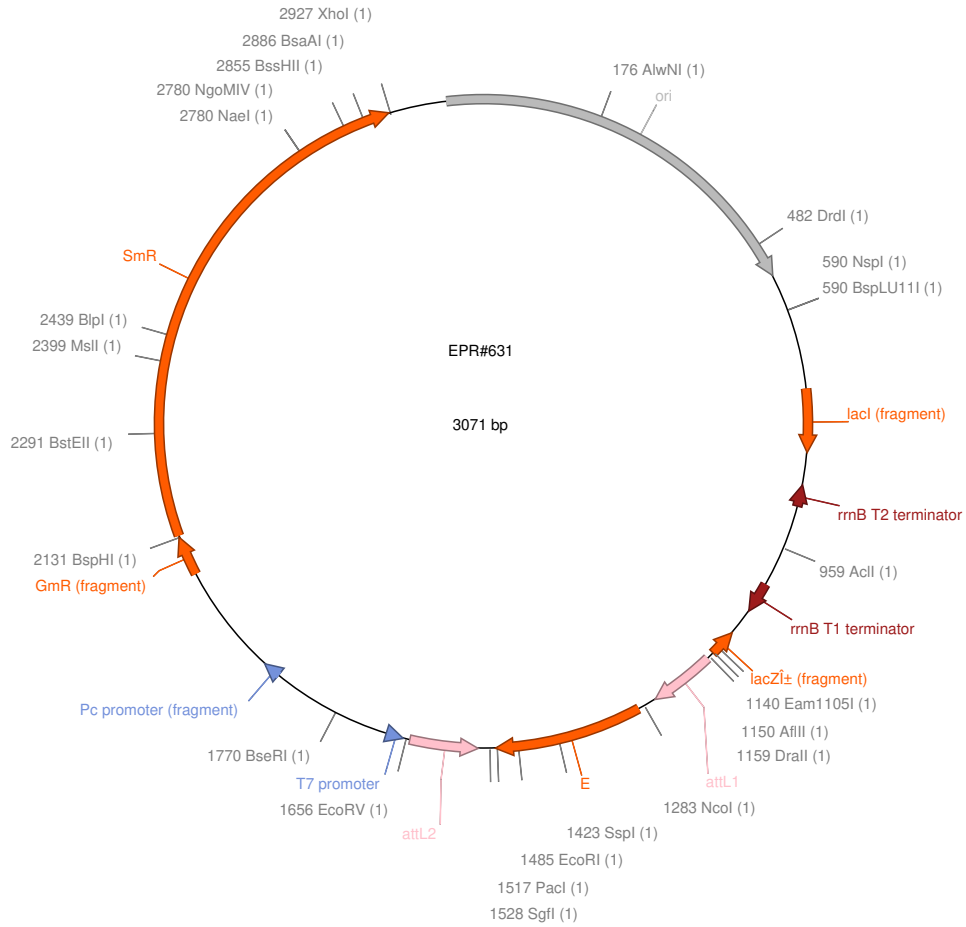 2927 XhoI (1)
2886 BsaAI (1)
2855 BssHII (1)
2780 NgoMIV (1)
2780 NaeI (1)
176 AlwNI (1)
ori
482 DrdI (1)
590 NspI (1)
590 BspLU11I (1)
SmR
2439 BlpI (1)
2399 MslI (1)
2291 BstEII (1)
EPR#631
3071 bp
lacI (fragment)
rrnB T2 terminator
959 AclI (1)
rrnB T1 terminator
lacZÎ± (fragment)
1140 Eam1105I (1)
1150 AflII (1)
1159 DraII (1)
attL1
1283 NcoI (1)
E
1423 SspI (1)
1485 EcoRI (1)
1517 PacI (1)
1528 SgfI (1)
2131 BspHI (1)
GmR (fragment)
Pc promoter (fragment)
1770 BseRI (1)
T7 promoter
1656 EcoRV (1)
attL2